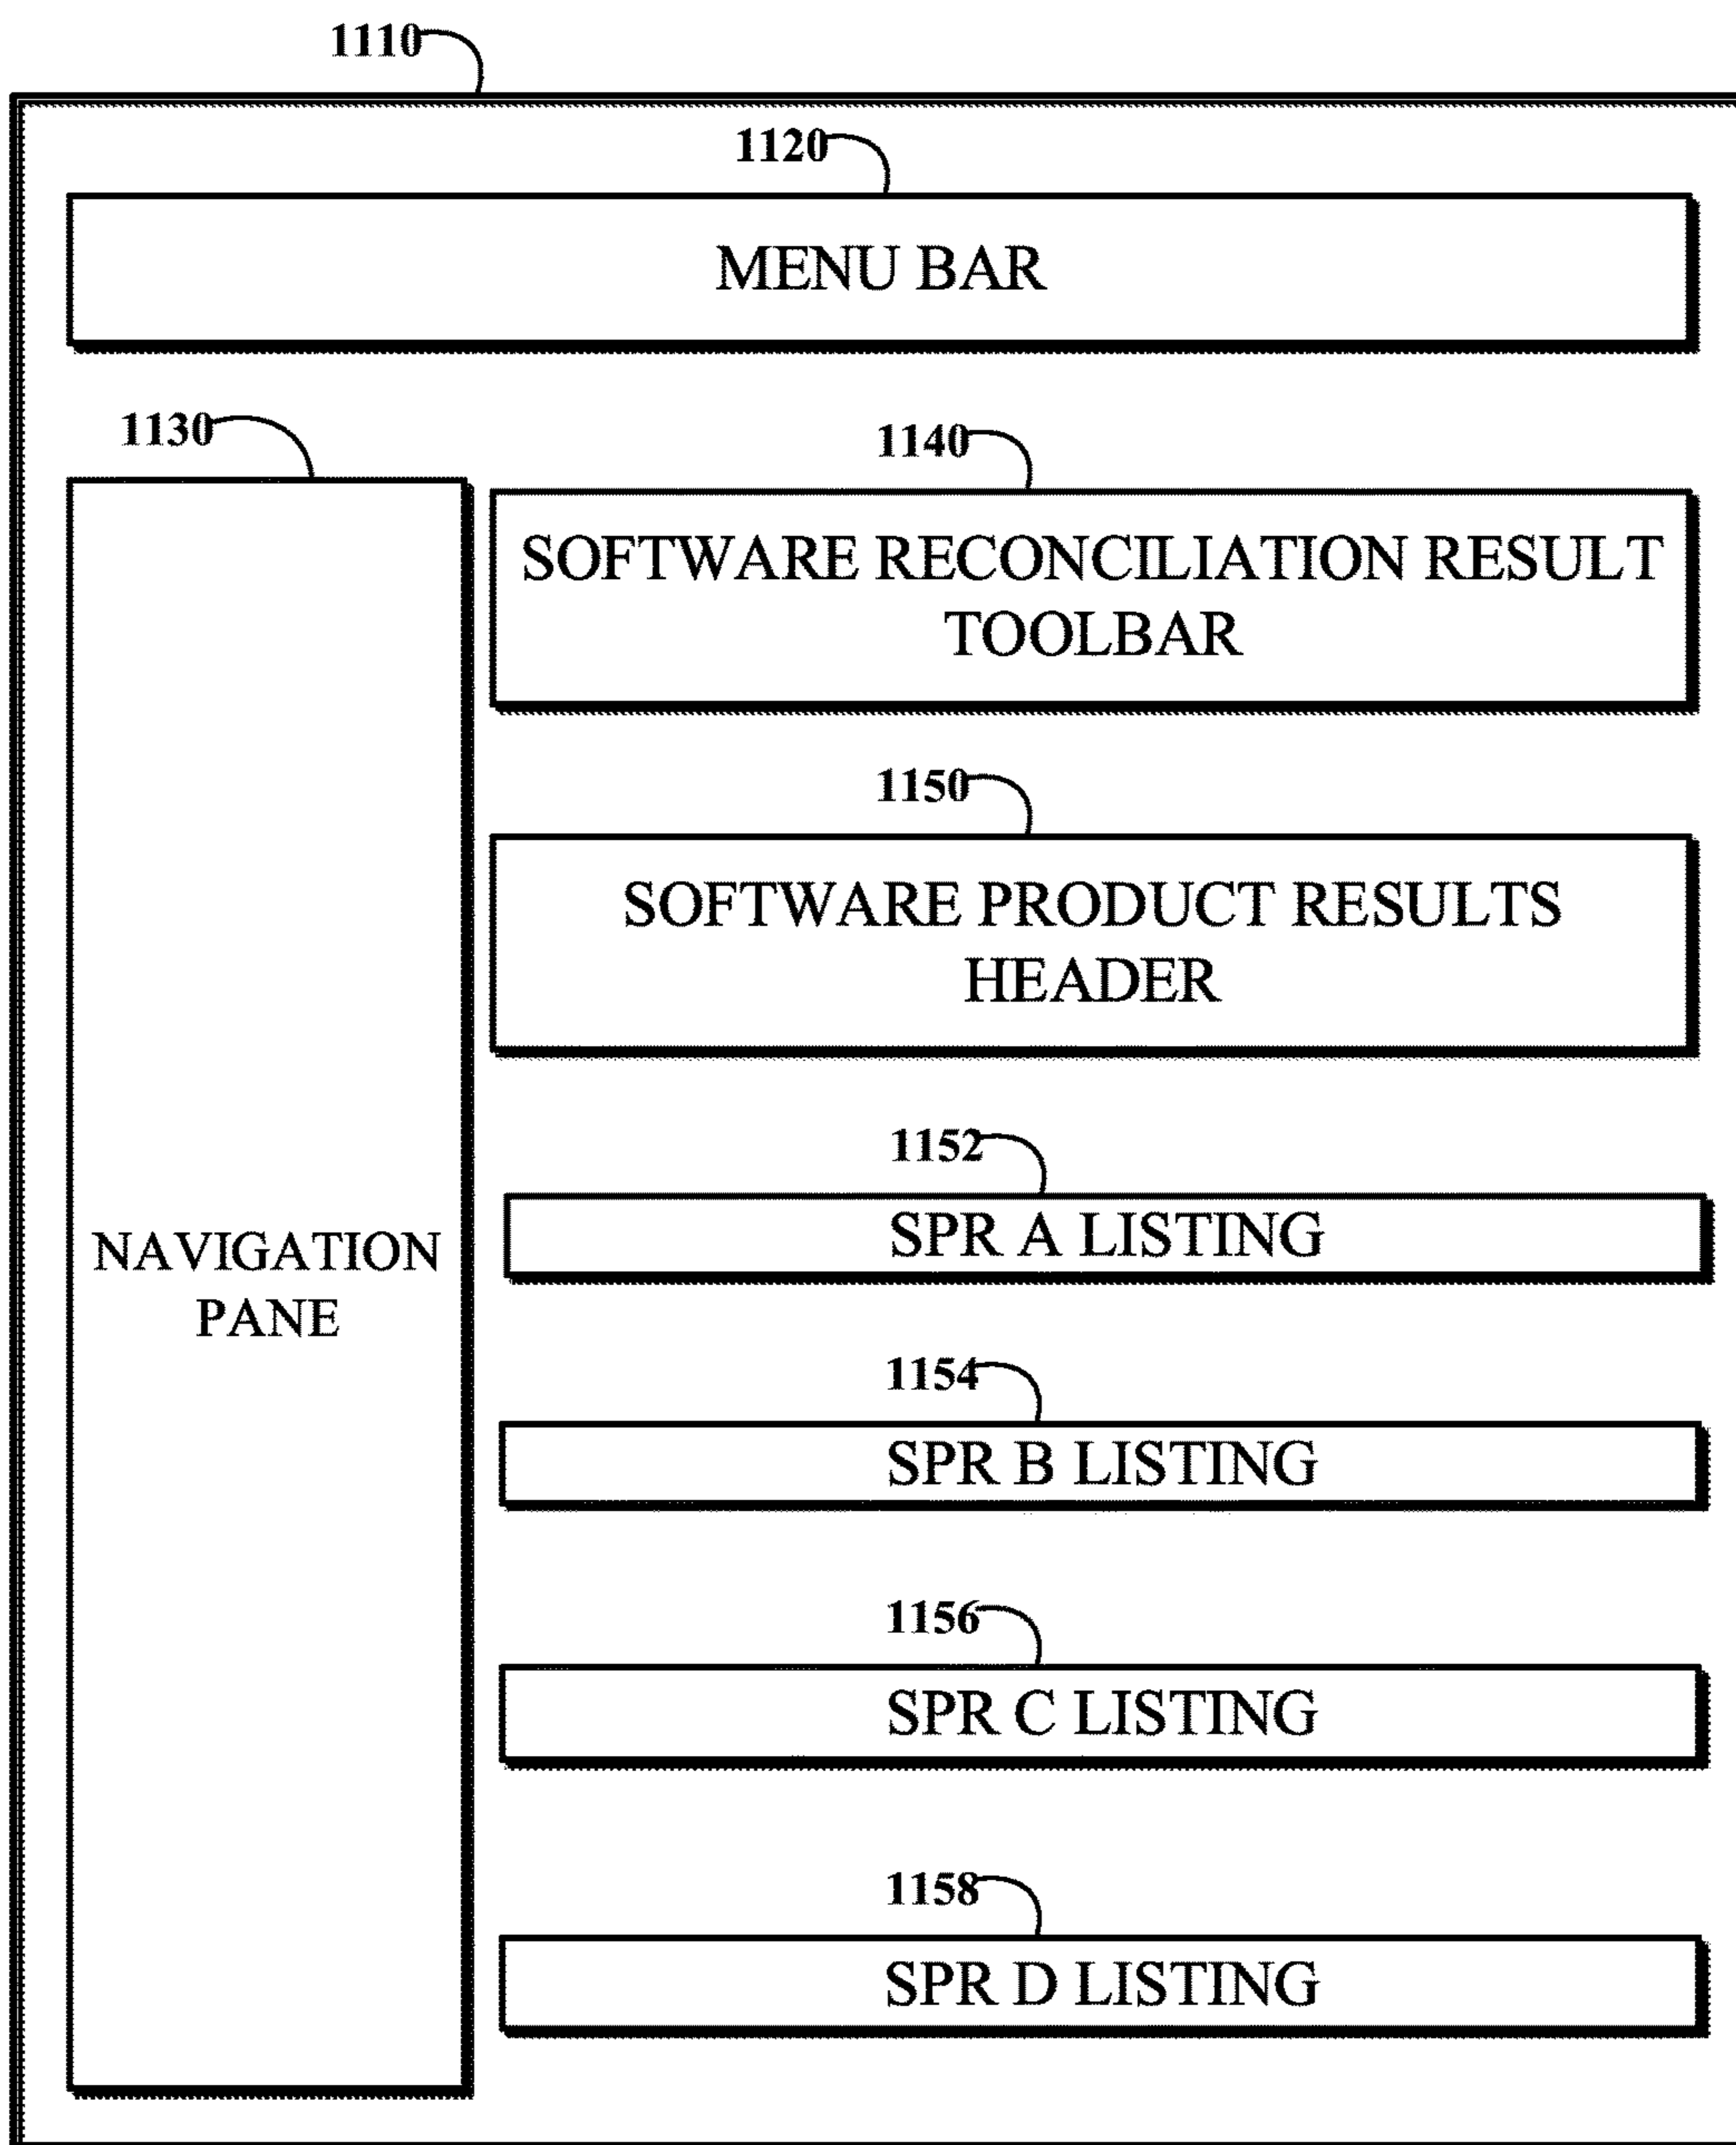 1110
1120
MENU BAR
1130
1140
SOFTWARE RECONCILIATION RESULT
TOOLBAR
1150
SOFTWARE PRODUCT RESULTS
HEADER
1152
SPR A LISTING
NAVIGATION
PANE
1154
SPR B LISTING
1156
SPR C LISTING
1158
SPR D LISTING